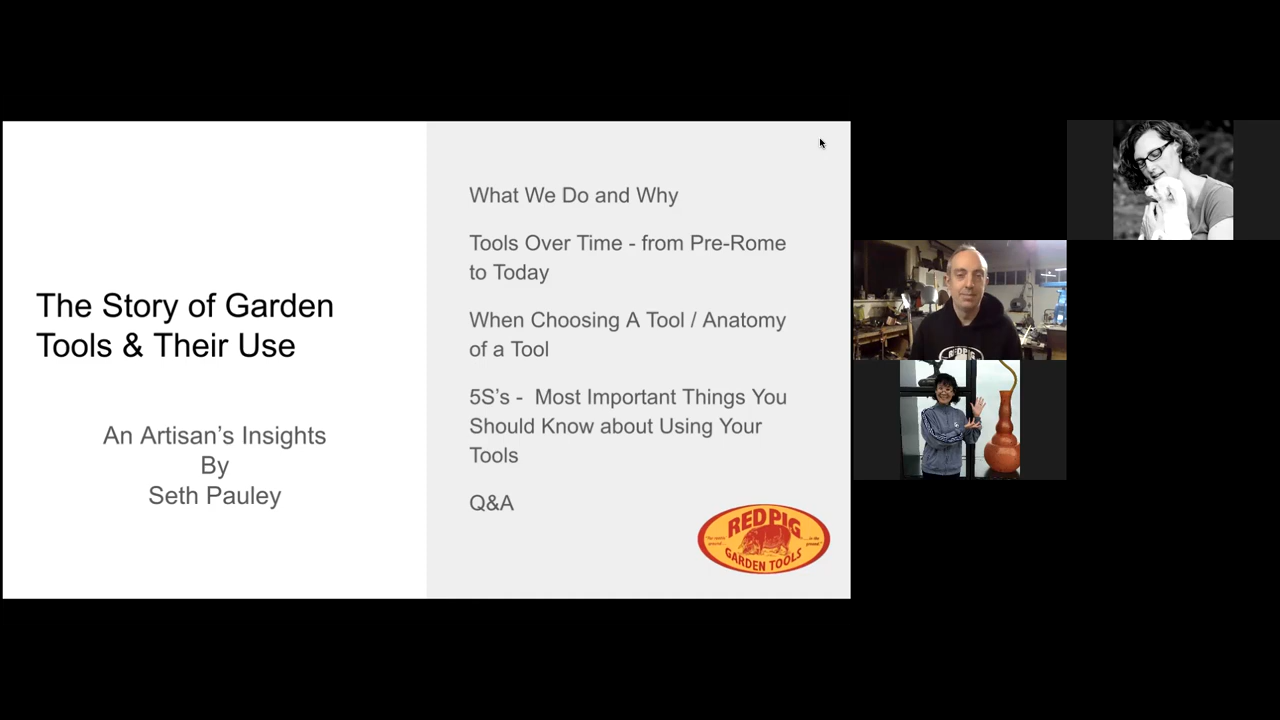 The Story of Garden
Tools & Their Use
An Artisan’s Insights
By
Seth Pauley
What We Do and Why
Tools Over Time - from Pre-Rome
to Today
When Choosing A Tool / Anatomy
of a Tool
5S’s -  Most Important Things You
Should Know about Using Your
Tools
Q&A
RED PIG
GARDEN TOOLS